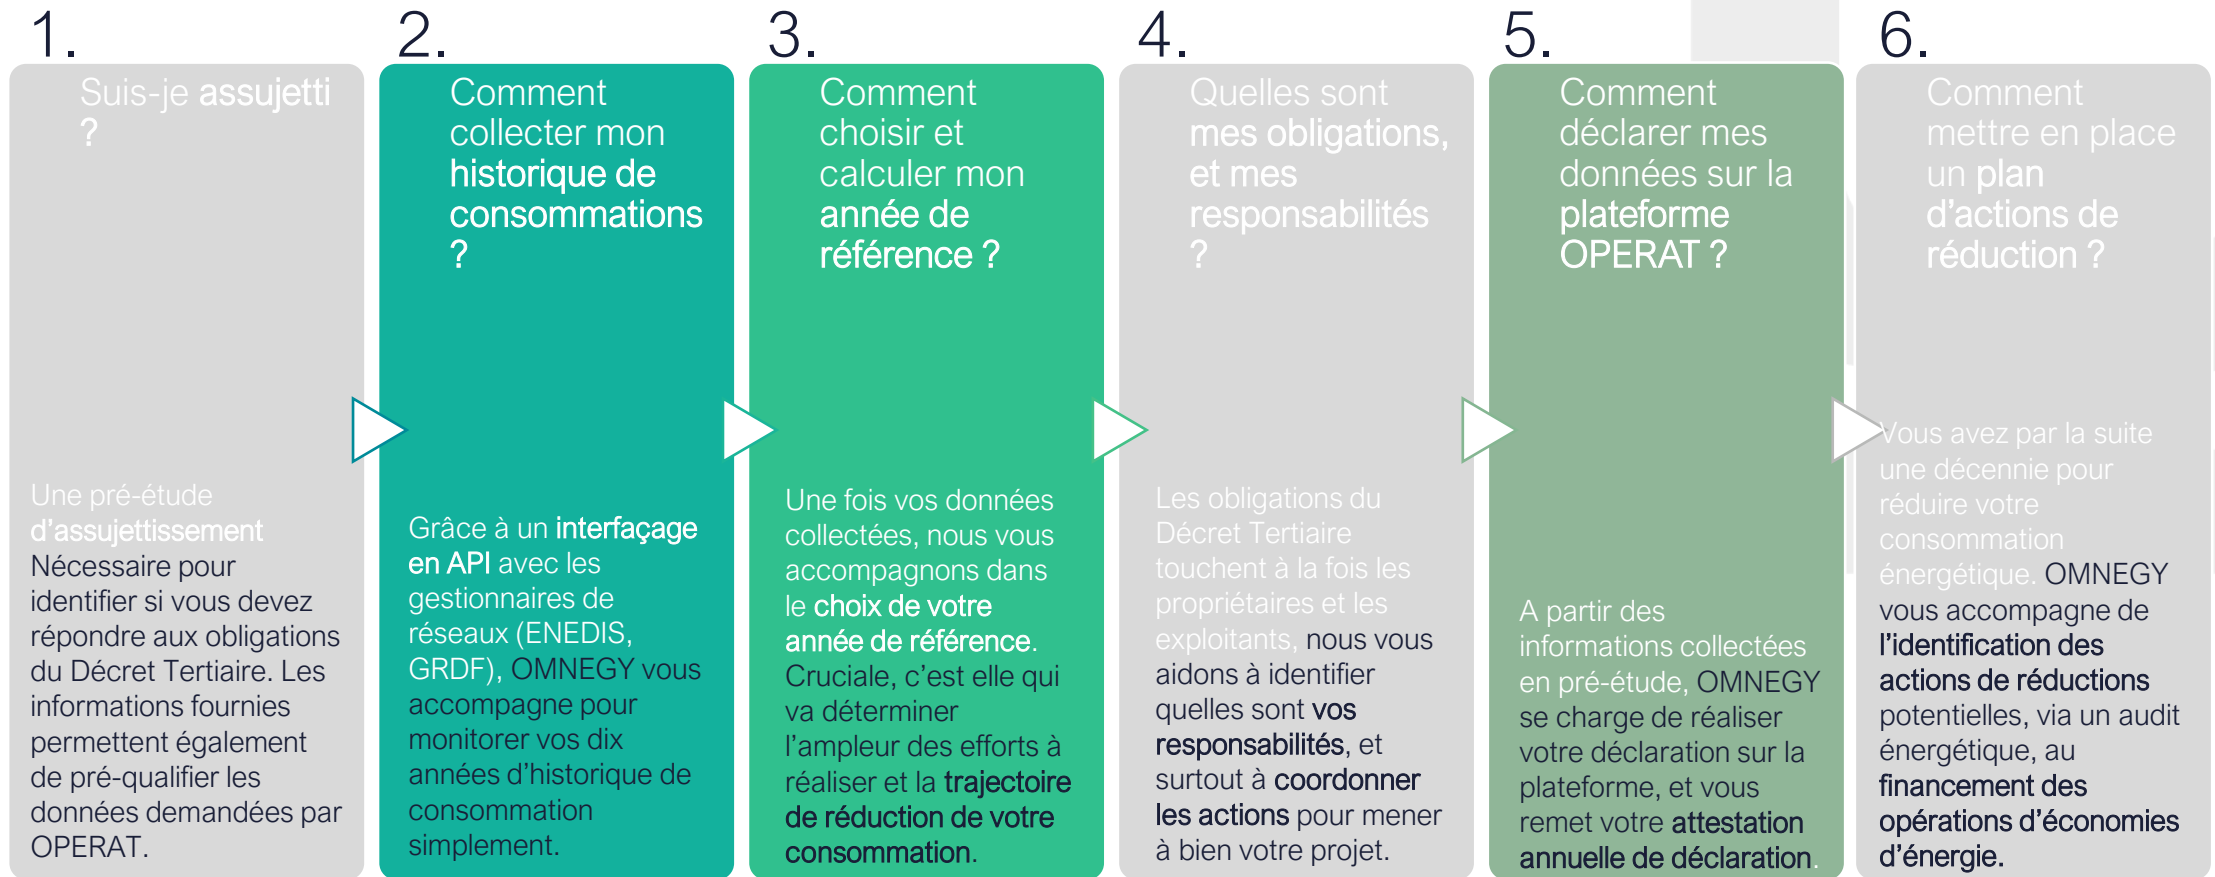 1.
Suis-je assujetti
?
Une pré-étude
d'assujettissement
Nécessaire pour
identifier si vous devez
répondre aux obligations
du Décret Tertiaire. Les
informations fournies
permettent également
de pré-qualifier les
données demandées par
OPERAT.
2.
Comment
collecter mon
historique de
consommations
?
Grâce à un interfaçage
en API avec les
gestionnaires de
réseaux (ENEDIS,
GRDF), OMNEGY vous
accompagne pour
monitorer vos dix
années d'historique de
consommation
simplement.
3.
Comment
choisir et
calculer mon
année de
référence ?
Une fois vos données
collectées, nous vous
accompagnons dans
le choix de votre
année de référence.
Cruciale, c'est elle qui
va déterminer
l'ampleur des efforts à
réaliser et la trajectoire
de réduction de votre
consommation.
4.
Quelles sont
mes obligations,
et mes
responsabilités
?
Les obligations du
Décret Tertiaire
touchent à la fois les
propriétaires et les
exploitants, nous vous
aidons à identifier
quelles sont vos
responsabilités, et
surtout à coordonner
les actions pour mener
à bien votre projet.
5.
Comment
déclarer mes
données sur la
plateforme
OPERAT ?
A partir des
informations collectées
en pré-étude, OMNEGY
se charge de réaliser
votre déclaration sur la
plateforme, et vous
remet votre attestation
annuelle de déclaration.
6.
Comment
mettre en place
un plan
d'actions de
réduction ?
Vous avez par la suite
une décennie pour
réduire votre
consommation
énergétique. OMNEGY
vous accompagne de
l'identification des
actions de réductions
potentielles, via un audit
énergétique, au
financement des
opérations d'économies
d'énergie.